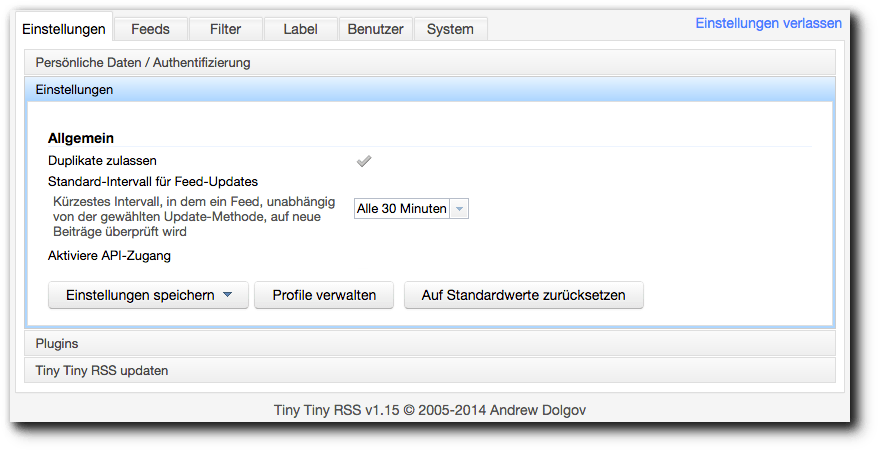 Einstellungen Feeds Filter Label Benutzer System Einstellungen verlassen
Persönliche Daten / Authentifizierung
Einstellungen
Allgemein
Duplikate zulassen
Standard-Intervall für Feed-Updates
Kürzestes Intervall, in dem ein Feed, unabhängig
von der gewählten Update-Methode, auf neue
Beiträge überprüft wird
Alle 30 Minuten
Aktiviere API-Zugang
Einstellungen speichern Profile verwalten Auf Standardwerte zurücksetzen
Plugins
Tiny Tiny RSS updaten
Tiny Tiny RSS v1.15 © 2005-2014 Andrew Dolgov